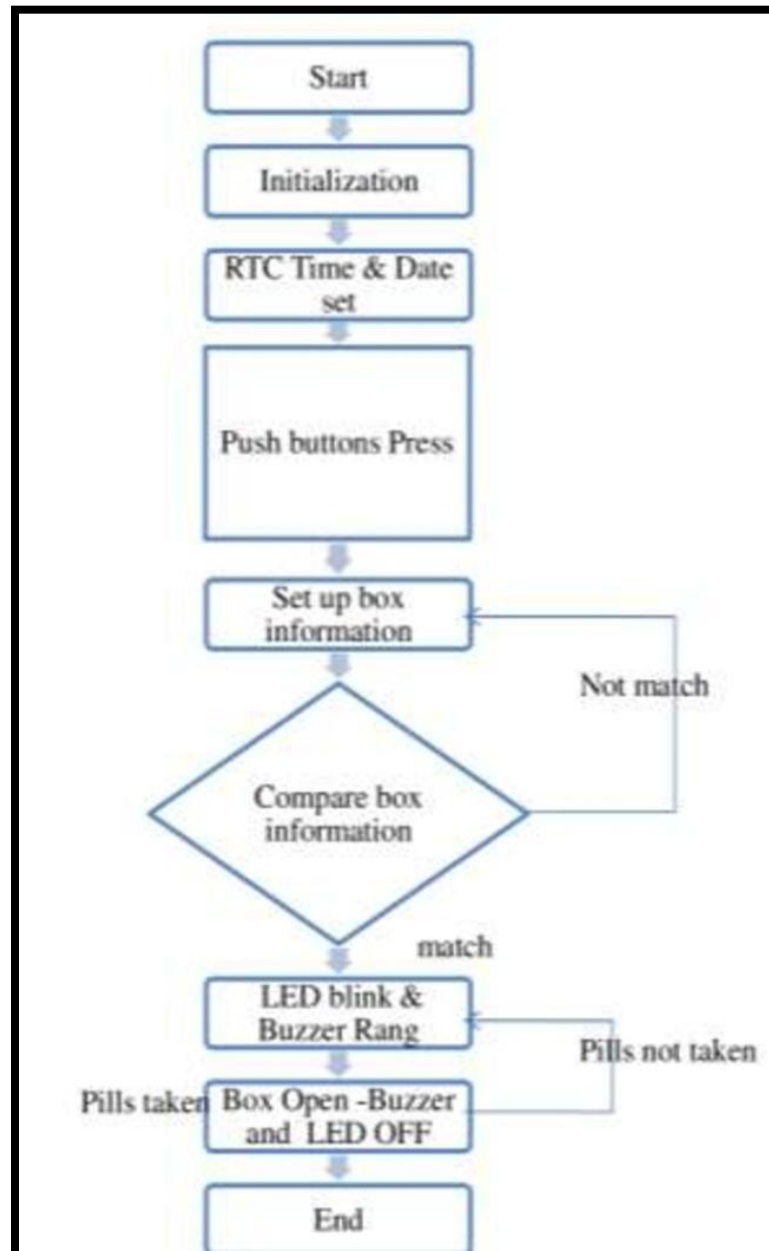 Start
Initialization
RTC Time & Date
set
Push buttons Press
Set up box
information
Not match
Compare box
information
match
LED blink &
Buzzer Rang
Pills not taken
Pills taken
Box Open -Buzzer
and LED OFF
End